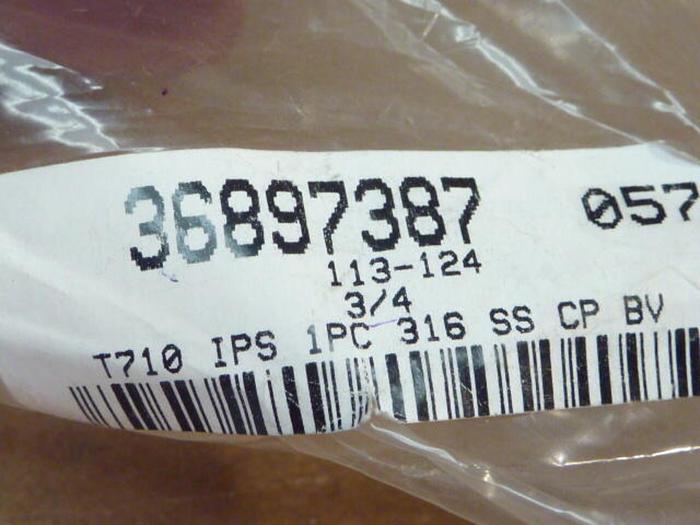 36897387 057
113-124
3/4
T710 IPS 1PC 316 SS CP BV